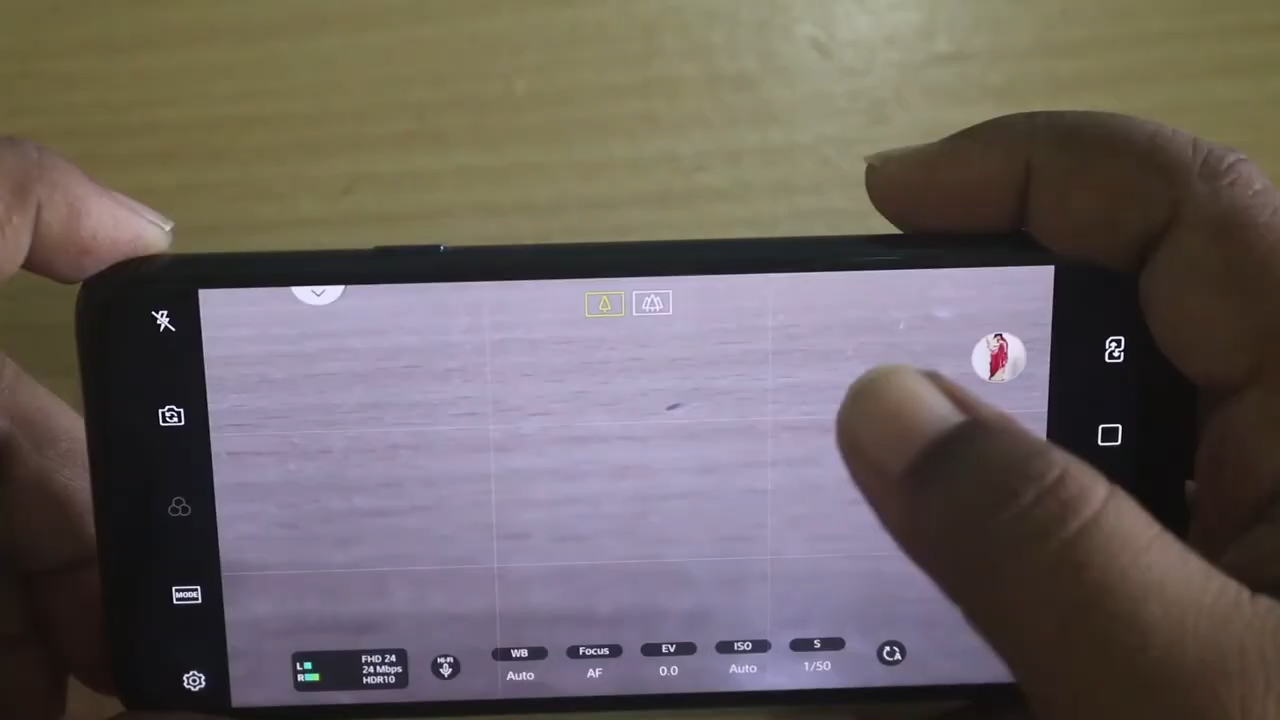 MODE
L
R
FHD 24
24 Mbps
HDR10
Hi-Fi
WB
Auto
Focus
AF
EV
0.0
ISO
Auto
S
1/50
A